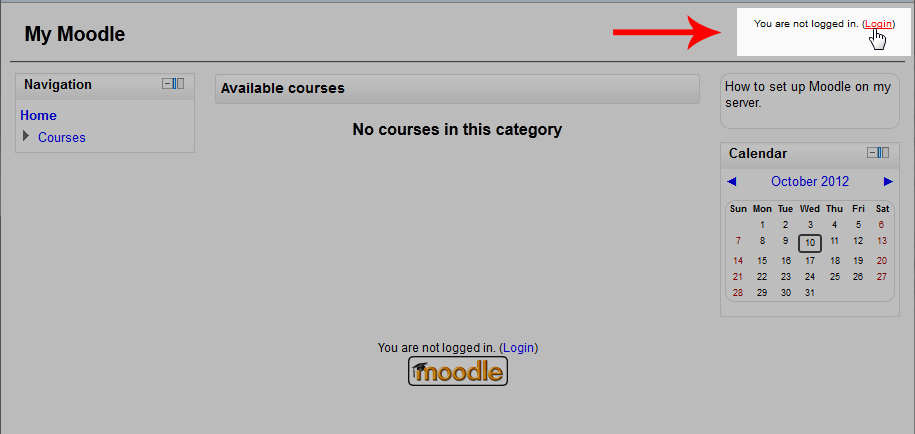 You are not logged in. (Login)
My Moodle
Navigation
Home
Courses
Available courses
No courses in this category
How to set up Moodle on my
server.
Calendar
◄ October 2012 ►
Sun Mon Tue Wed Thu Fri Sat
1 2 3 4 5 6
7 8 9 10 11 12 13
14 15 16 17 18 19 20
21 22 23 24 25 26 27
28 29 30 31
You are not logged in. (Login)
moodle